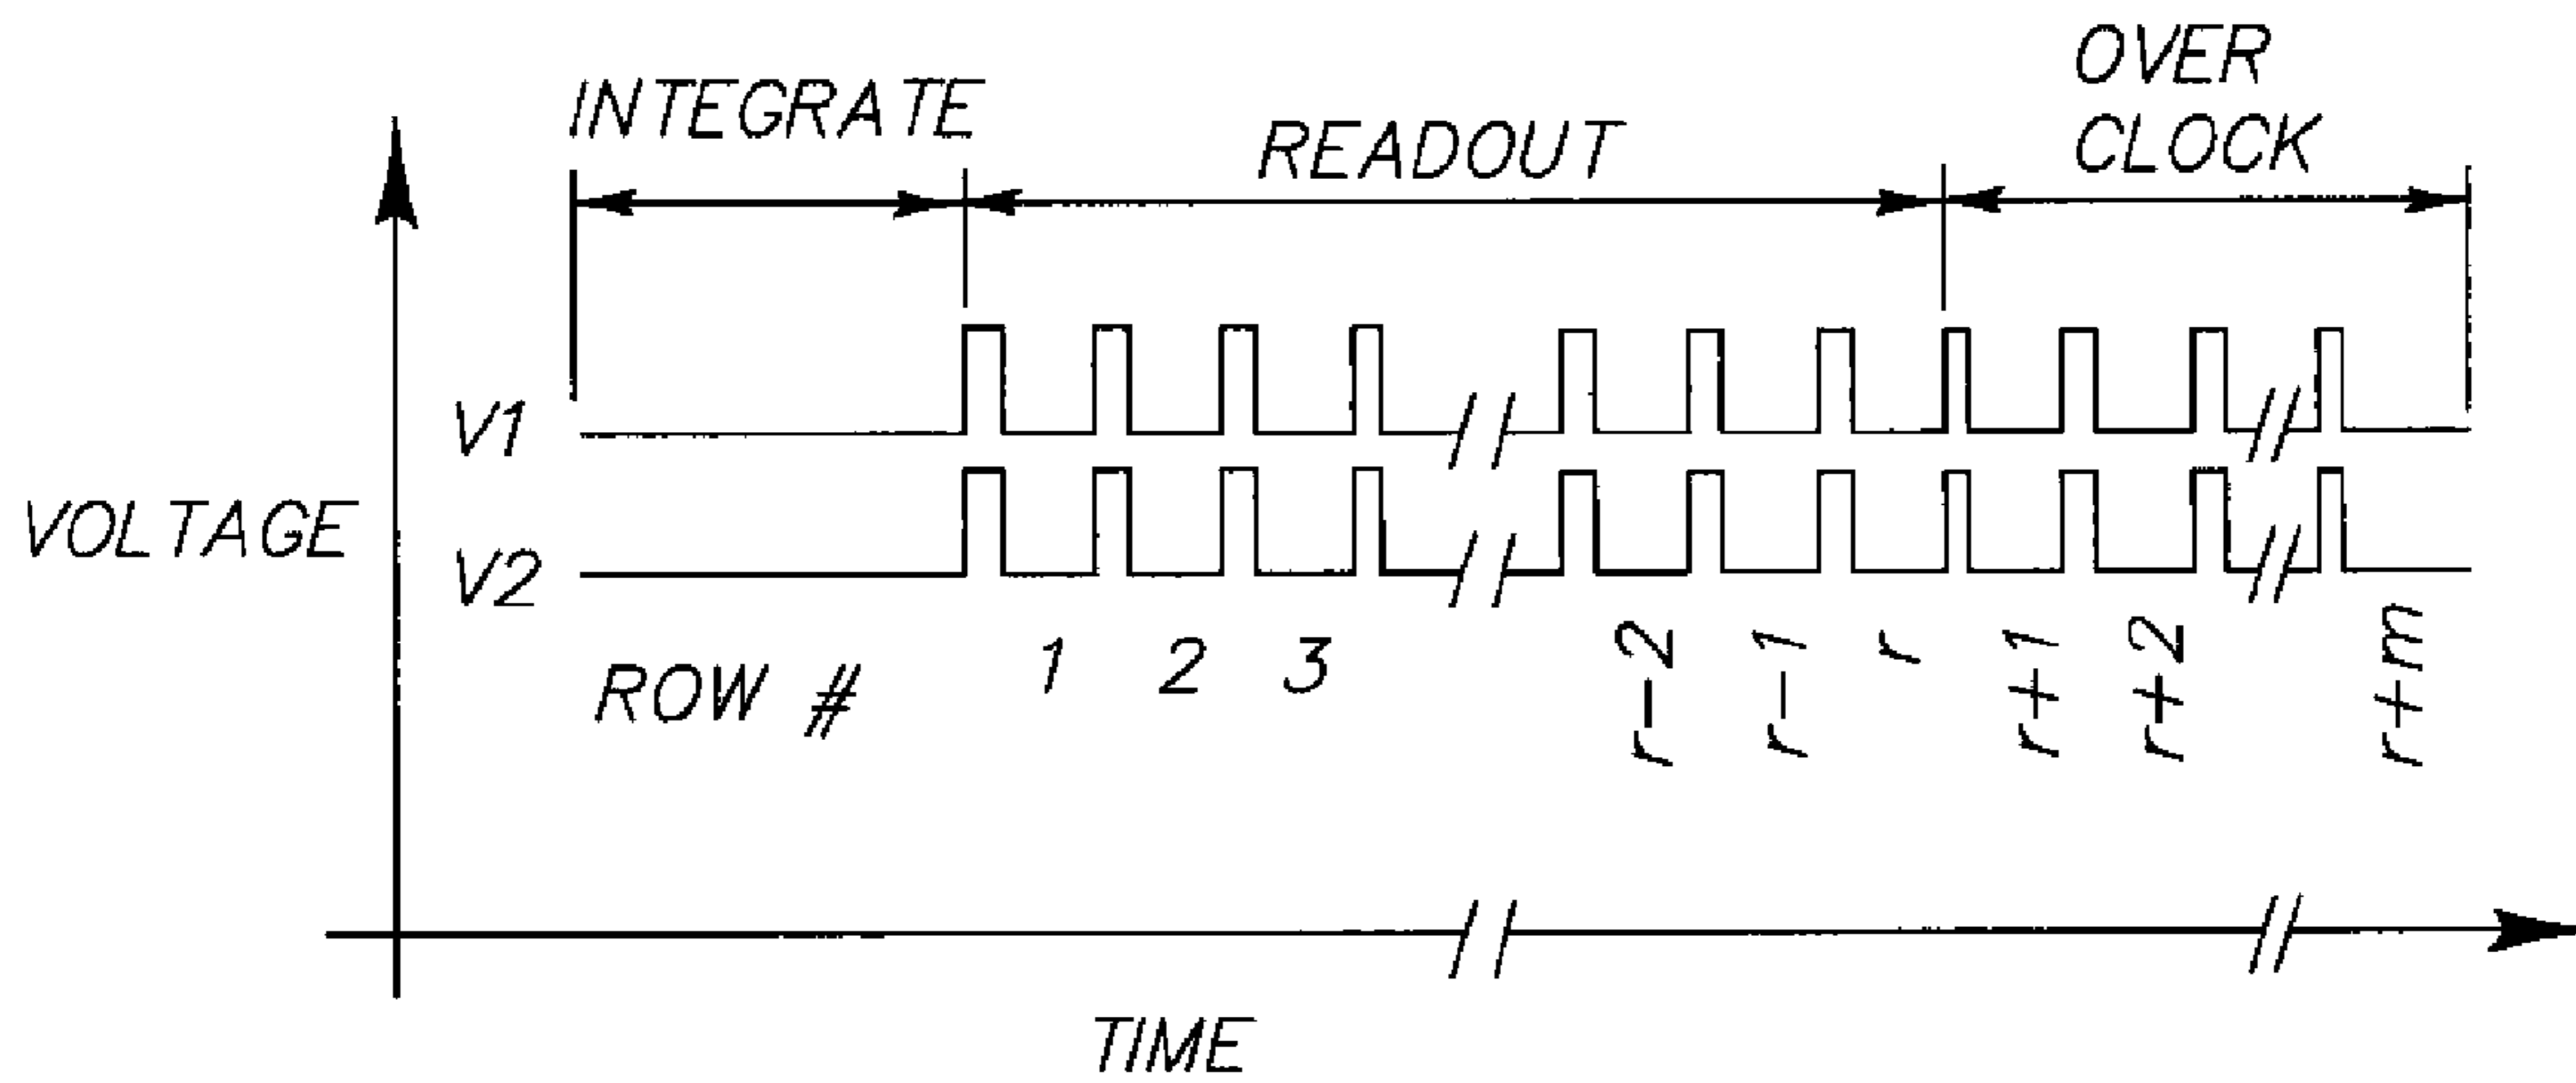 INTEGRATE
READOUT
OVER
CLOCK
V1
VOLTAGE
V2
ROW # 1 2 3 r-2 r-1 r r+1 r+2 r+m
TIME